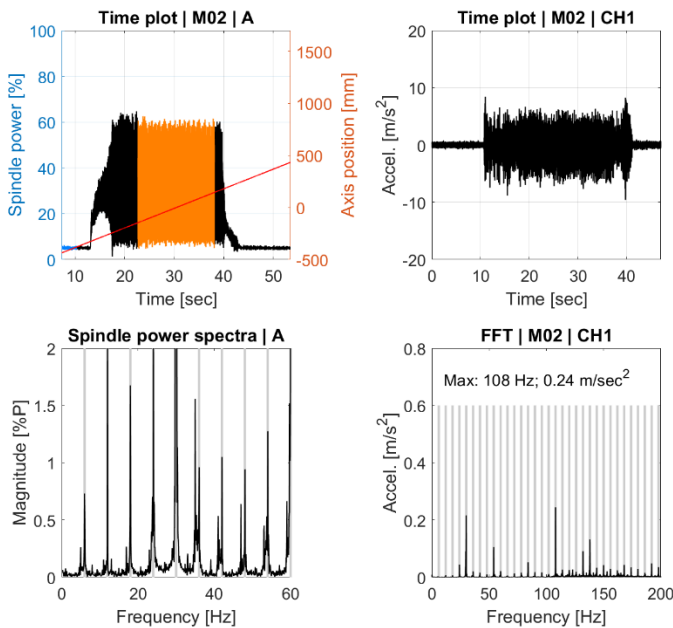 Time plot | M02 | A
100
80
60
40
20
0
Spindle power [%]
1500
1000
500
0
-500
Axis position [mm]
10 20 30 40 50
Time [sec]
Time plot | M02 | CH1
20
10
0
-10
-20
Accel. [m/s²]
0 10 20 30 40
Time [sec]
Spindle power spectra | A
2
1.5
1
0.5
0
Magnitude [%P]
0 20 40 60
Frequency [Hz]
FFT | M02 | CH1
Max: 108 Hz; 0.24 m/sec²
0.8
0.6
0.4
0.2
0
Accel. [m/s²]
0 50 100 150 200
Frequency [Hz]